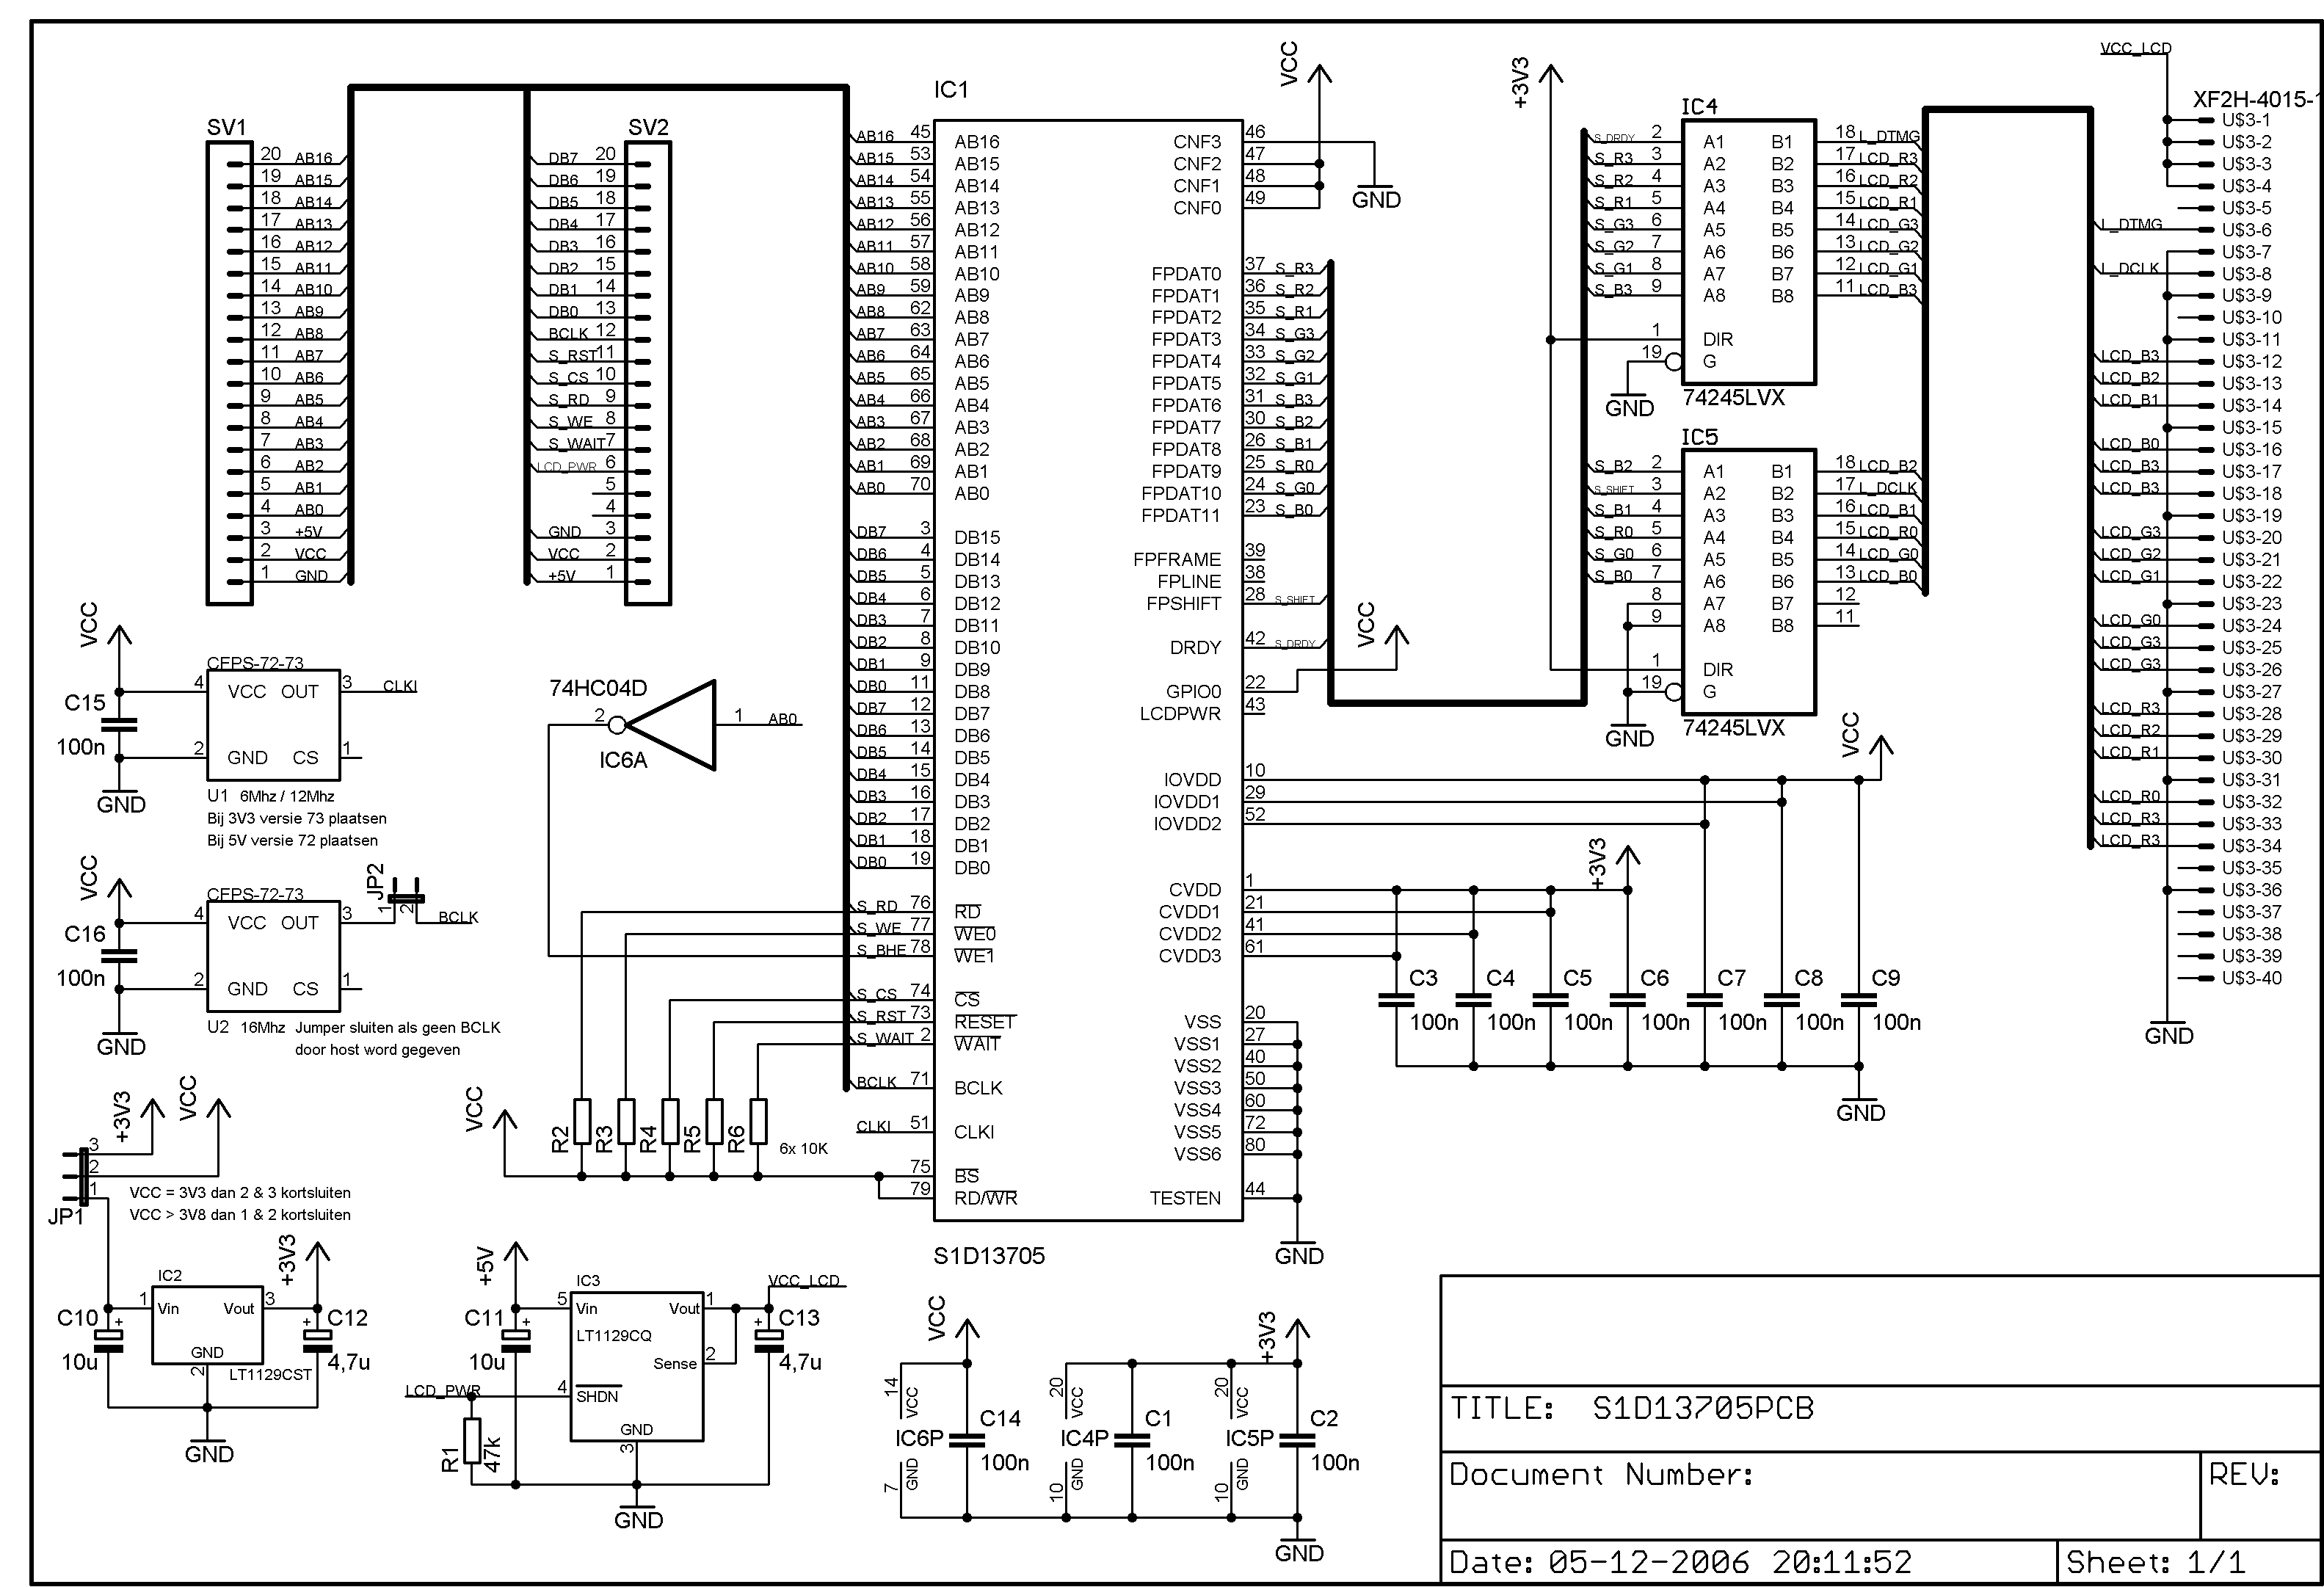 SV1
20 AB16
19 AB15
18 AB14
17 AB13
16 AB12
15 AB11
14 AB10
13 AB9
12 AB8
11 AB7
10 AB6
9 AB5
8 AB4
7 AB3
6 AB2
5 AB1
4 AB0
3 +5V
2 VCC
1 GND
SV2
DB7 20
DB6 19
DB5 18
DB4 17
DB3 16
DB2 15
DB1 14
DB0 13
BCLK 12
S_RST 11
S_CS 10
S_RD 9
S_WE 8
S_WAIT 7
LCD_PWR 6
5
4
GND 3
VCC 2
+5V 1
IC1
AB16 45 AB16
AB15 53 AB15
AB14 54 AB14
AB13 55 AB13
AB12 56 AB12
AB11 57 AB11
AB10 58 AB10
AB9 59 AB9
AB8 62 AB8
AB7 63 AB7
AB6 64 AB6
AB5 65 AB5
AB4 66 AB4
AB3 67 AB3
AB2 68 AB2
AB1 69 AB1
AB0 70 AB0
DB7 3 DB15
DB6 4 DB14
DB5 5 DB13
DB4 6 DB12
DB3 7 DB11
DB2 8 DB10
DB1 9 DB9
DB0 11 DB8
DB7 12 DB7
DB6 13 DB6
DB5 14 DB5
DB4 15 DB4
DB3 16 DB3
DB2 17 DB2
DB1 18 DB1
DB0 19 DB0
S_RD 76 RD
S_WE 77 WE0
S_BHE 78 WE1
S_CS 74 CS
S_RST 73 RESET
S_WAIT 2 WAIT
BCLK 71 BCLK
CLKI 51 CLKI
75 BS
79 RD/WR
VCC
CNF3 46
CNF2 47
CNF1 48
CNF0 49
GND
FPDAT0 37 S_R3
FPDAT1 36 S_R2
FPDAT2 35 S_R1
FPDAT3 34 S_G3
FPDAT4 33 S_G2
FPDAT5 32 S_G1
FPDAT6 31 S_B3
FPDAT7 30 S_B2
FPDAT8 26 S_B1
FPDAT9 25 S_R0
FPDAT10 24 S_G0
FPDAT11 23 S_B0
FPFRAME 39
FPLINE 38
FPSHIFT 28 S_SHIFT
VCC
DRDY 42 S_DRDY
GPIO0 22
LCDPWR 43
IOVDD 10
IOVDD1 29
IOVDD2 52
CVDD 1
CVDD1 21
CVDD2 41
CVDD3 61
VSS 20
VSS1 27
VSS2 40
VSS3 50
VSS4 60
VSS5 72
VSS6 80
TESTEN 44
GND
S1D13705
+3V3
IC4
S_DRDY 2 A1 B1 18 L_DTMG
S_R3 3 A2 B2 17 LCD_R3
S_R2 4 A3 B3 16 LCD_R2
S_R1 5 A4 B4 15 LCD_R1
S_G3 6 A5 B5 14 LCD_G3
S_G2 7 A6 B6 13 LCD_G2
S_G1 8 A7 B7 12 LCD_G1
S_B3 9 A8 B8 11 LCD_B3
1 DIR
19 G
GND
74245LVX
IC5
S_B2 2 A1 B1 18 LCD_B2
S_SHIFT 3 A2 B2 17 L_DCLK
S_B1 4 A3 B3 16 LCD_B1
S_R0 5 A4 B4 15 LCD_R0
S_G0 6 A5 B5 14 LCD_G0
S_B0 7 A6 B6 13 LCD_B0
8 A7 B7 12
9 A8 B8 11
1 DIR
19 G
GND
74245LVX
VCC_LCD
XF2H-4015-
U$3-1
U$3-2
U$3-3
U$3-4
U$3-5
L_DTMG U$3-6
U$3-7
L_DCLK U$3-8
U$3-9
U$3-10
U$3-11
LCD_B3 U$3-12
LCD_B2 U$3-13
LCD_B1 U$3-14
U$3-15
LCD_B0 U$3-16
LCD_B3 U$3-17
LCD_B3 U$3-18
U$3-19
LCD_G3 U$3-20
LCD_G2 U$3-21
LCD_G1 U$3-22
U$3-23
LCD_G0 U$3-24
LCD_G3 U$3-25
LCD_G3 U$3-26
U$3-27
LCD_R3 U$3-28
LCD_R2 U$3-29
LCD_R1 U$3-30
U$3-31
LCD_R0 U$3-32
LCD_R3 U$3-33
LCD_R3 U$3-34
U$3-35
U$3-36
U$3-37
U$3-38
U$3-39
U$3-40
GND
VCC
CFPS-72-73
4 VCC OUT 3 CLKI
C15
100n
2 GND CS 1
GND
U1 6Mhz / 12Mhz
Bij 3V3 versie 73 plaatsen
Bij 5V versie 72 plaatsen
74HC04D
2 1 AB0
IC6A
VCC
CFPS-72-73
JP2
1 2
4 VCC OUT 3 BCLK
C16
100n
2 GND CS 1
GND
U2 16Mhz Jumper sluiten als geen BCLK
door host word gegeven
VCC
+3V3
C3 C4 C5 C6 C7 C8 C9
100n 100n 100n 100n 100n 100n 100n
GND
+3V3
VCC
3
2
1
JP1
VCC = 3V3 dan 2 & 3 kortsluiten
VCC > 3V8 dan 1 & 2 kortsluiten
VCC
R2 R3 R4 R5 R6
6x 10K
+3V3
IC2
1 Vin Vout 3
GND
2
LT1129CST
C10
10u
C12
4,7u
GND
+5V
IC3
VCC_LCD
5 Vin Vout 1
LT1129CQ
Sense 2
4 SHDN
GND
3
C11
10u
C13
4,7u
LCD_PWR
R1
47k
GND
VCC
+3V3
14 VCC
20 VCC
20 VCC
C14 C1 C2
IC6P IC4P IC5P
100n 100n 100n
7 GND
10 GND
10 GND
GND
TITLE: S1D13705PCB
Document Number:
REV:
Date: 05-12-2006 20:11:52
Sheet: 1/1